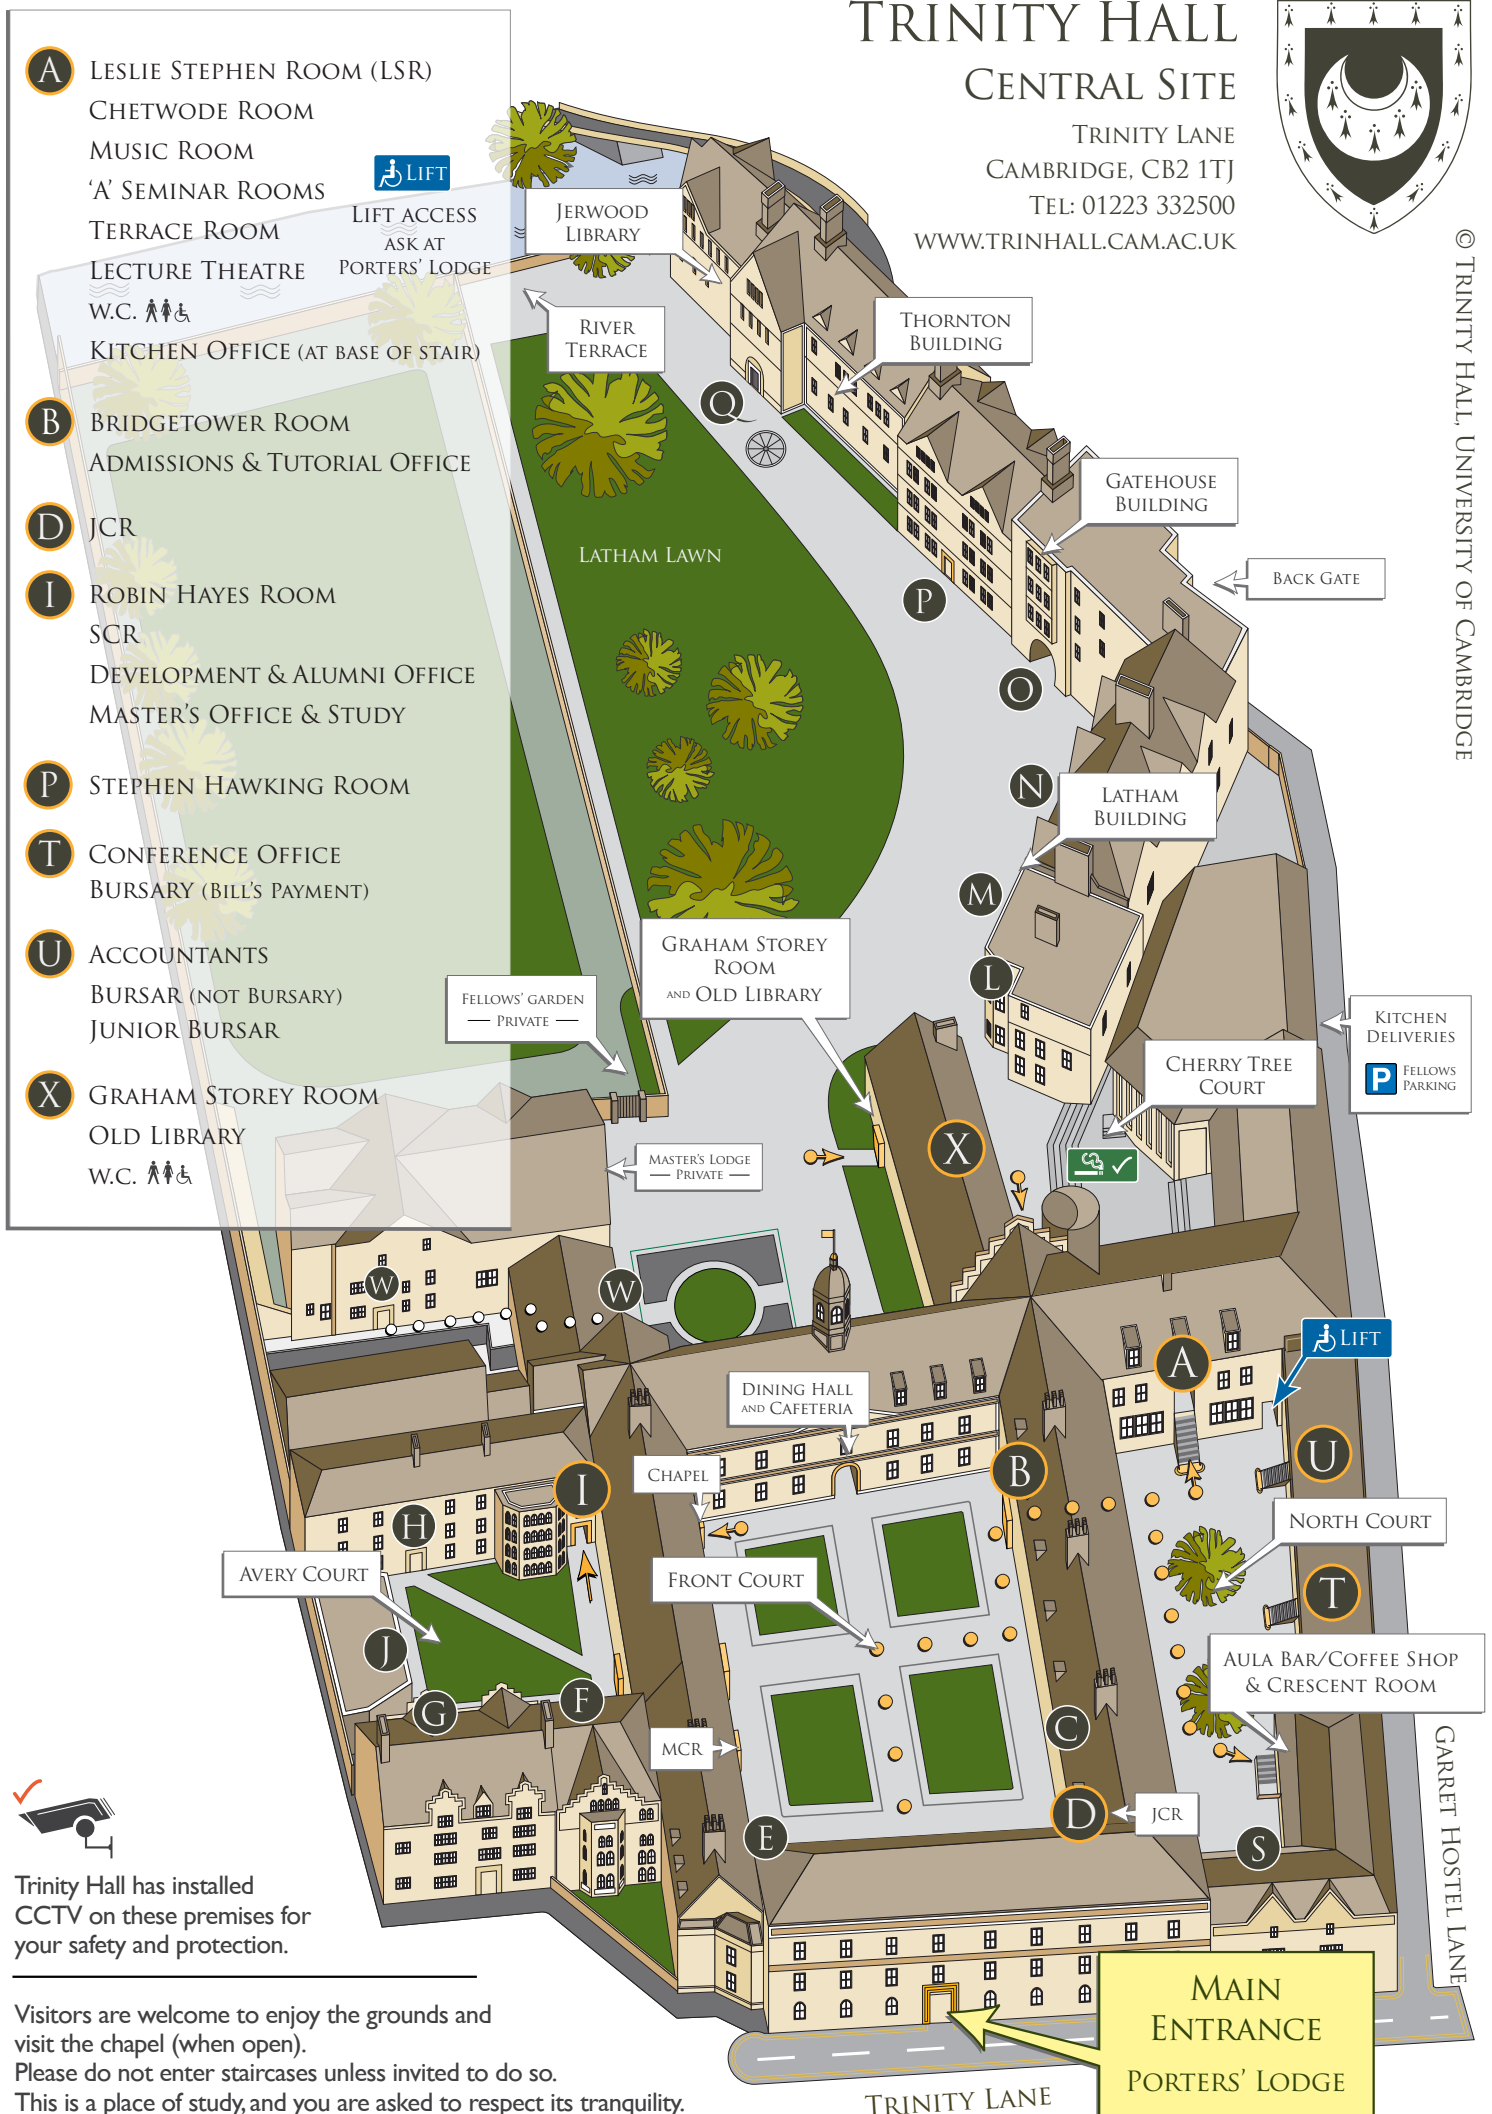 TRINITY HALL
CENTRAL SITE
TRINITY LANE
CAMBRIDGE, CB2 1TJ
TEL: 01223 332500
WWW.TRINHALL.CAM.AC.UK
© TRINITY HALL, UNIVERSITY OF CAMBRIDGE
A LESLIE STEPHEN ROOM (LSR)
CHETWODE ROOM
MUSIC ROOM
‘A’ SEMINAR ROOMS
TERRACE ROOM
LECTURE THEATRE
W.C.
KITCHEN OFFICE (AT BASE OF STAIR)
LIFT
LIFT ACCESS
ASK AT
PORTERS’ LODGE
B BRIDGETOWER ROOM
ADMISSIONS & TUTORIAL OFFICE
D JCR
I ROBIN HAYES ROOM
SCR
DEVELOPMENT & ALUMNI OFFICE
MASTER’S OFFICE & STUDY
P STEPHEN HAWKING ROOM
T CONFERENCE OFFICE
BURSARY (BILL’S PAYMENT)
U ACCOUNTANTS
BURSAR (NOT BURSARY)
JUNIOR BURSAR
X GRAHAM STOREY ROOM
OLD LIBRARY
W.C.
JERWOOD
LIBRARY
RIVER
TERRACE
THORNTON
BUILDING
Q
GATEHOUSE
BUILDING
LATHAM LAWN
BACK GATE
P
O
N
LATHAM
BUILDING
M
L
GRAHAM STOREY
ROOM
AND OLD LIBRARY
FELLOWS’ GARDEN
PRIVATE
KITCHEN
DELIVERIES
P FELLOWS
PARKING
CHERRY TREE
COURT
X
MASTER’S LODGE
PRIVATE
W
W
LIFT
A
DINING HALL
AND CAFETERIA
U
B
CHAPEL
I
H
NORTH COURT
AVERY COURT
FRONT COURT
T
J
AULA BAR/COFFEE SHOP
& CRESCENT ROOM
G
F
C
MCR
D
JCR
E
S
GARRET HOSTEL LANE
MAIN
ENTRANCE
PORTERS’ LODGE
TRINITY LANE
Trinity Hall has installed
CCTV on these premises for
your safety and protection.
Visitors are welcome to enjoy the grounds and
visit the chapel (when open).
Please do not enter staircases unless invited to do so.
This is a place of study, and you are asked to respect its tranquility.